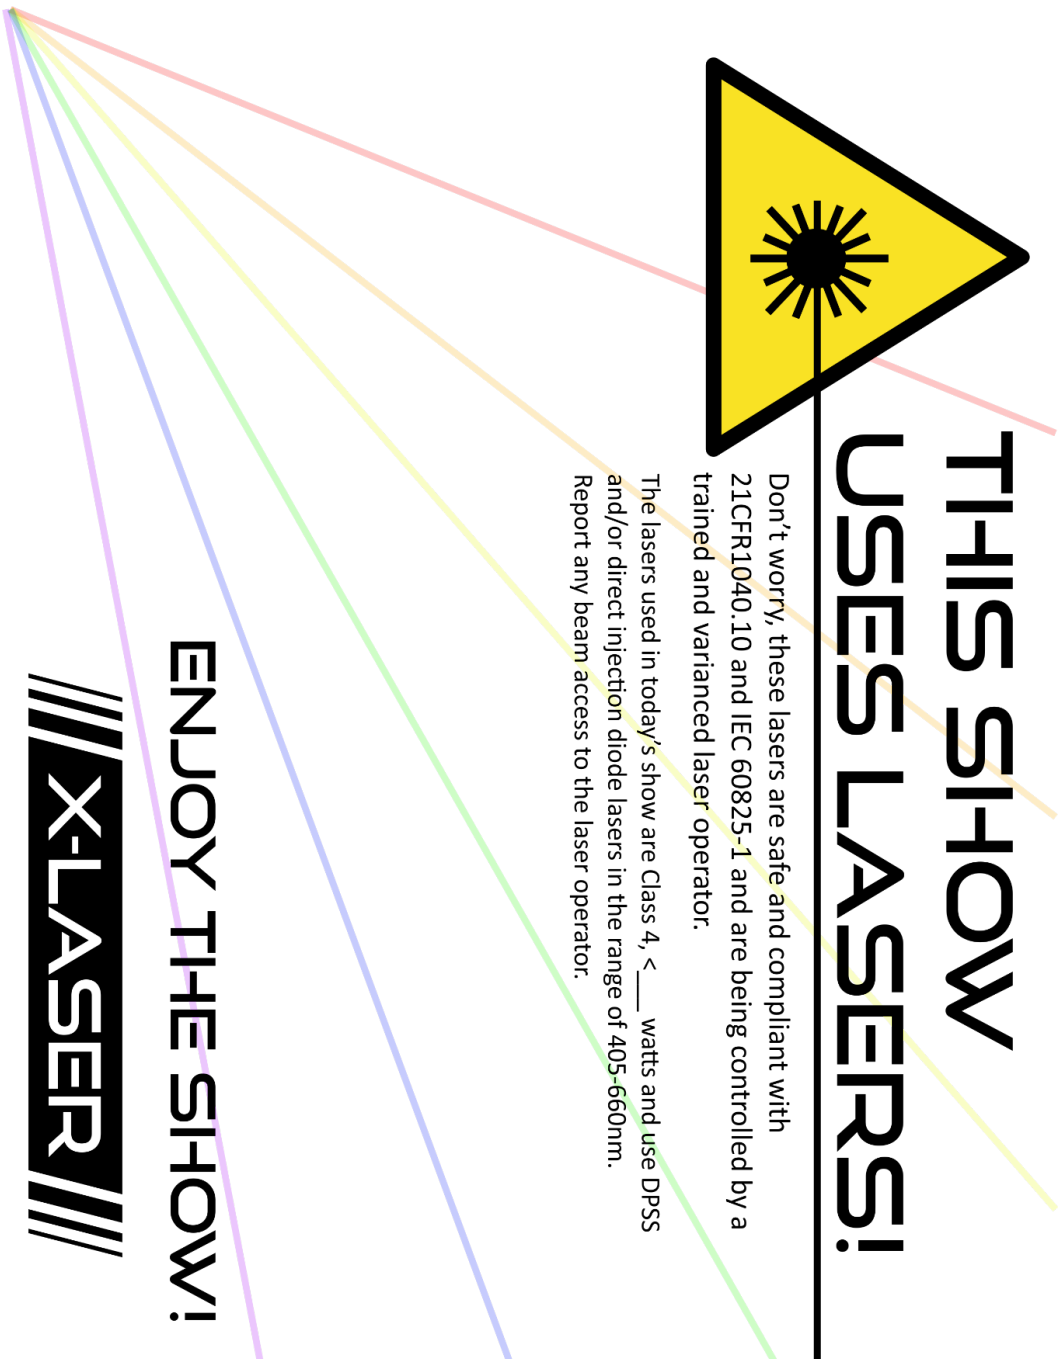 THIS SHOW
USES LASERS!
Don't worry, these lasers are safe and compliant with
21CFR1040.10 and IEC 60825-1 and are being controlled by a
trained and varianced laser operator.
The lasers used in today's show are Class 4, <___ watts and use DPSS
and/or direct injection diode lasers in the range of 405-660nm.
Report any beam access to the laser operator.
ENJOY THE SHOW!
X-LASER